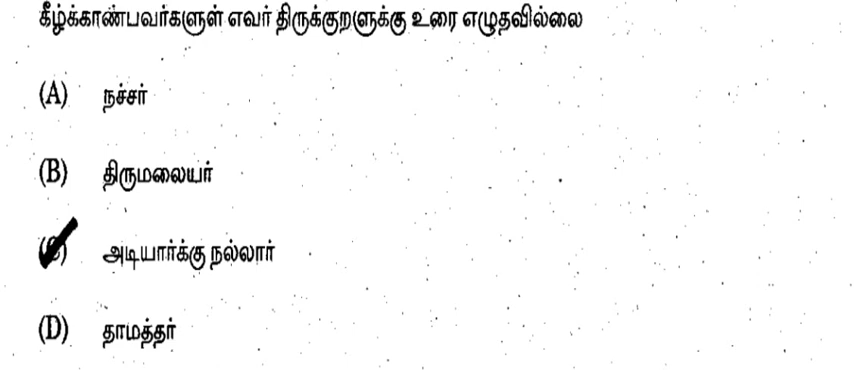 கீழ்க்காண்பவர்களுள் எவர் திருக்குறளுக்கு உரை எழுதவில்லை
(A) நச்சர்
(B) திருமலையர்
(C) அடியார்க்கு நல்லார்
(D) தாமத்தர்